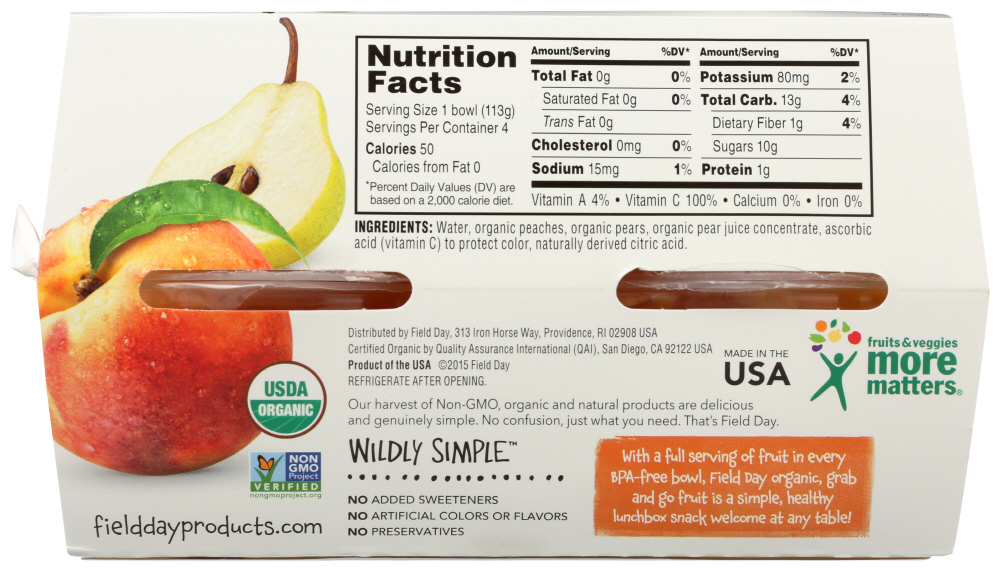 Nutrition
Facts
Serving Size 1 bowl (113g)
Servings Per Container 4
Calories 50
Calories from Fat 0
*Percent Daily Values (DV) are
based on a 2,000 calorie diet.
Amount/Serving %DV*
Total Fat 0g 0%
Saturated Fat 0g 0%
Trans Fat 0g
Cholesterol 0mg 0%
Sodium 15mg 1%
Amount/Serving %DV*
Potassium 80mg 2%
Total Carb. 13g 4%
Dietary Fiber 1g 4%
Sugars 10g
Protein 1g
Vitamin A 4% • Vitamin C 100% • Calcium 0% • Iron 0%
INGREDIENTS: Water, organic peaches, organic pears, organic pear juice concentrate, ascorbic
acid (vitamin C) to protect color, naturally derived citric acid.
Distributed by Field Day, 313 Iron Horse Way, Providence, RI 02908 USA
Certified Organic by Quality Assurance International (QAI), San Diego, CA 92122 USA
Product of the USA ©2015 Field Day
REFRIGERATE AFTER OPENING.
MADE IN THE
USA
fruits & veggies
more
matters®
USDA
ORGANIC
Our harvest of Non-GMO, organic and natural products are delicious
and genuinely simple. No confusion, just what you need. That's Field Day.
WILDLY SIMPLE™
NO ADDED SWEETENERS
NO ARTIFICIAL COLORS OR FLAVORS
NO PRESERVATIVES
NON
GMO
Project
VERIFIED
nongmoproject.org
fielddayproducts.com
With a full serving of fruit in every
BPA-free bowl, Field Day organic, grab
and go fruit is a simple, healthy
lunchbox snack welcome at any table!